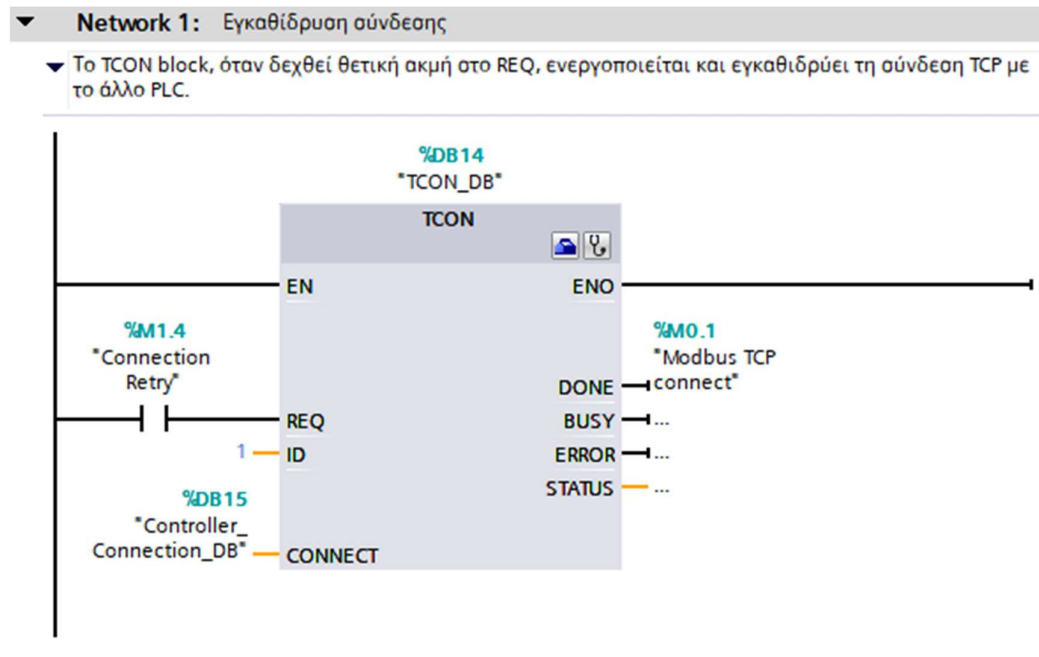 Network 1: Εγκαθίδρυση σύνδεσης
Το TCON block, όταν δεχθεί θετική ακμή στο REQ, ενεργοποιείται και εγκαθιδρύει τη σύνδεση TCP με
το άλλο PLC.
%DB14
"TCON_DB"
TCON
EN
ENO
%M1.4
"Connection
Retry"
%M0.1
"Modbus TCP
connect"
DONE
REQ
BUSY ...
1
ID
ERROR ...
STATUS ...
%DB15
"Controller_
Connection_DB"
CONNECT